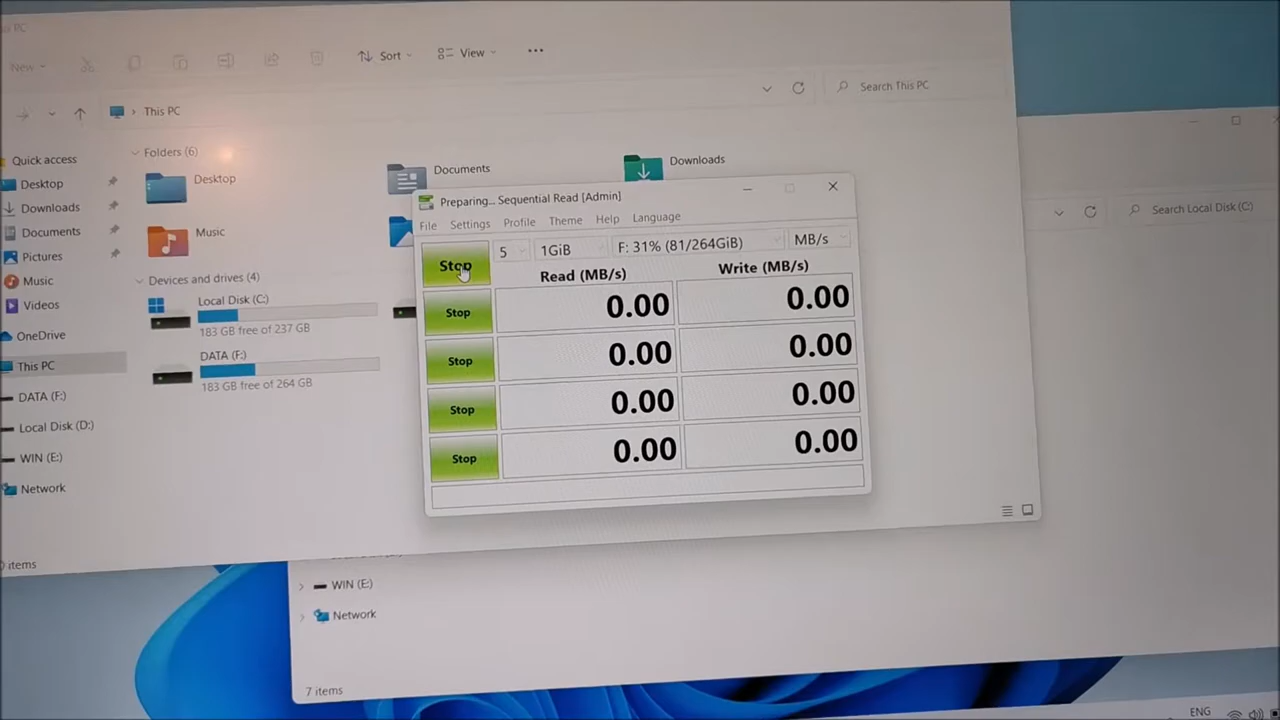 This PC
New
Sort
View
This PC
Search This PC
Quick access
Desktop
Downloads
Documents
Pictures
Music
Videos
OneDrive
This PC
DATA (F:)
Local Disk (D:)
WIN (E:)
Network
items
Folders (6)
Desktop
Documents
Downloads
Music
Devices and drives (4)
Local Disk (C:)
183 GB free of 237 GB
DATA (F:)
183 GB free of 264 GB
Preparing... Sequential Read [Admin]
File Settings Profile Theme Help Language
Stop 5 1GiB F: 31% (81/264GiB) MB/s
Read (MB/s) Write (MB/s)
Stop 0.00 0.00
Stop 0.00 0.00
Stop 0.00 0.00
Stop 0.00 0.00
Search Local Disk (C:)
WIN (E:)
Network
7 items
ENG